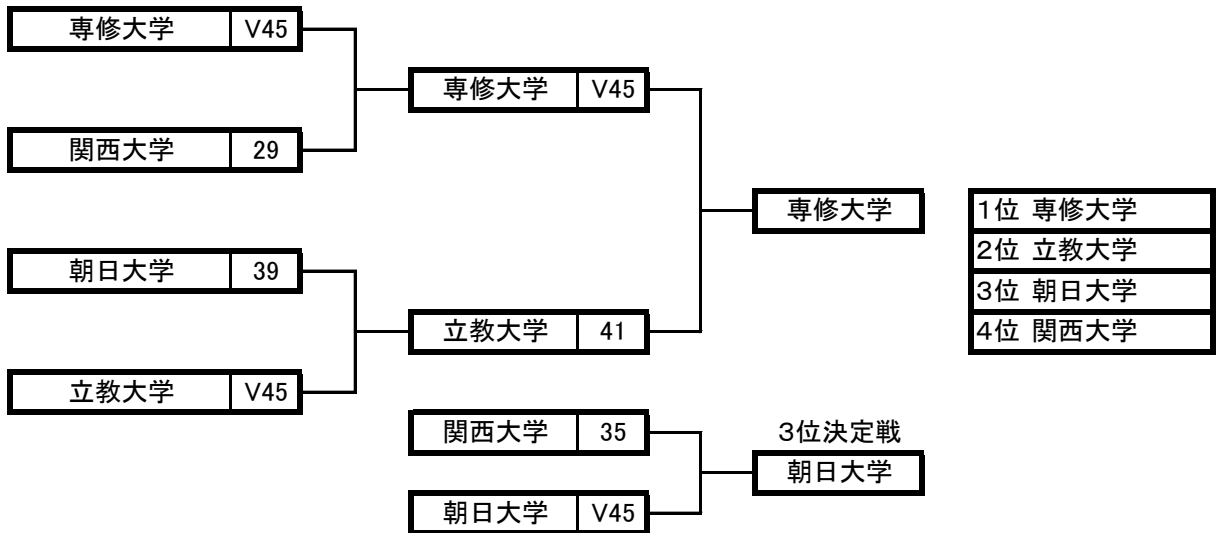 専修大学 V45
専修大学 V45
関西大学 29
専修大学
1位 専修大学
2位 立教大学
3位 朝日大学
4位 関西大学
朝日大学 39
立教大学 41
立教大学 V45
関西大学 35
3位決定戦
朝日大学
朝日大学 V45